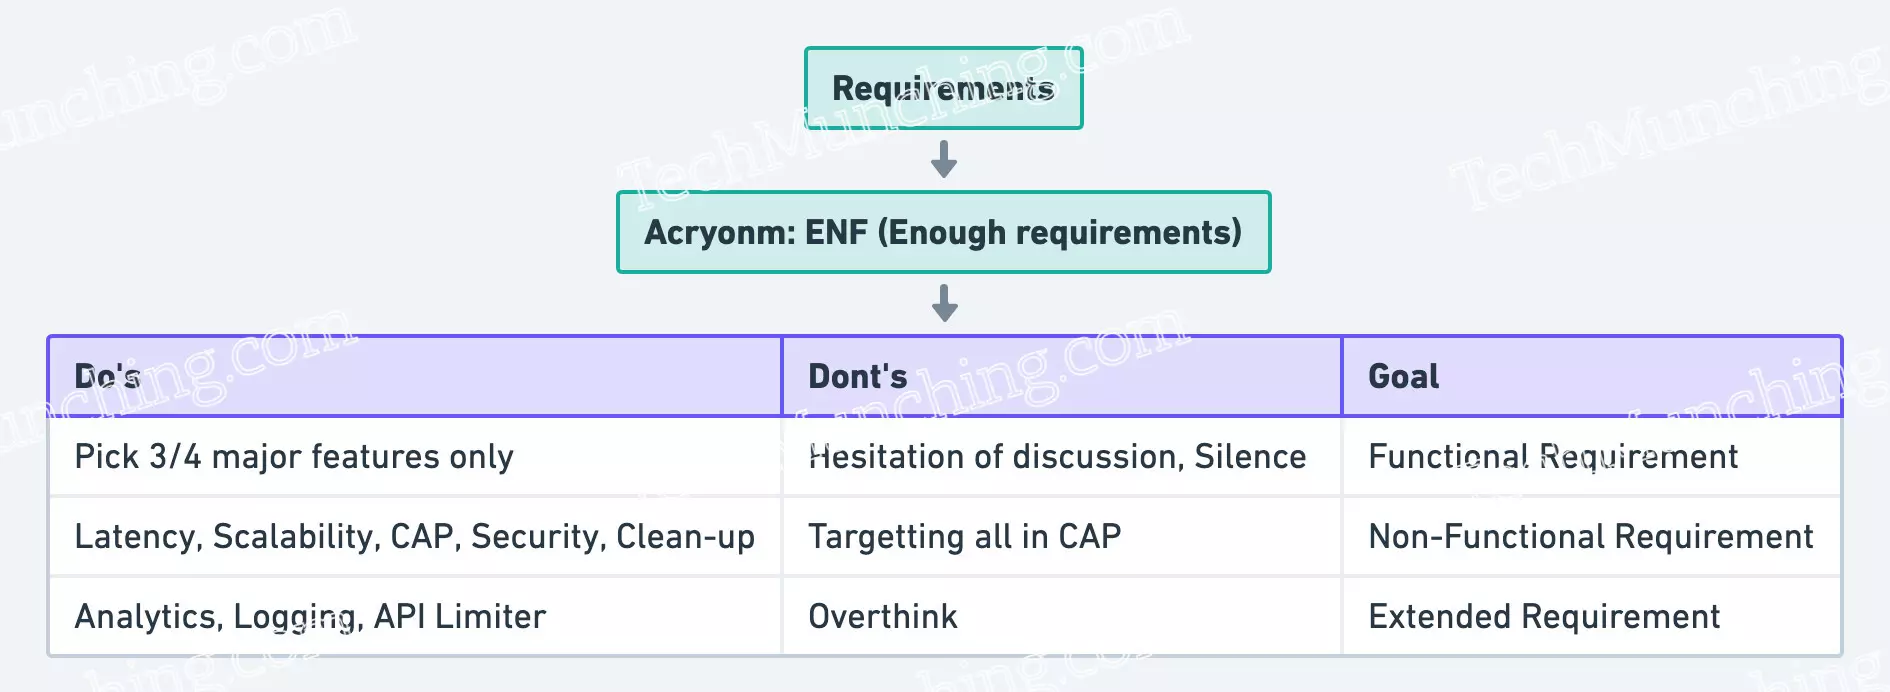 Requirements
Acryonm: ENF (Enough requirements)
Do's Dont's Goal
Pick 3/4 major features only Hesitation of discussion, Silence Functional Requirement
Latency, Scalability, CAP, Security, Clean-up Targetting all in CAP Non-Functional Requirement
Analytics, Logging, API Limiter Overthink Extended Requirement
TechMunching.com